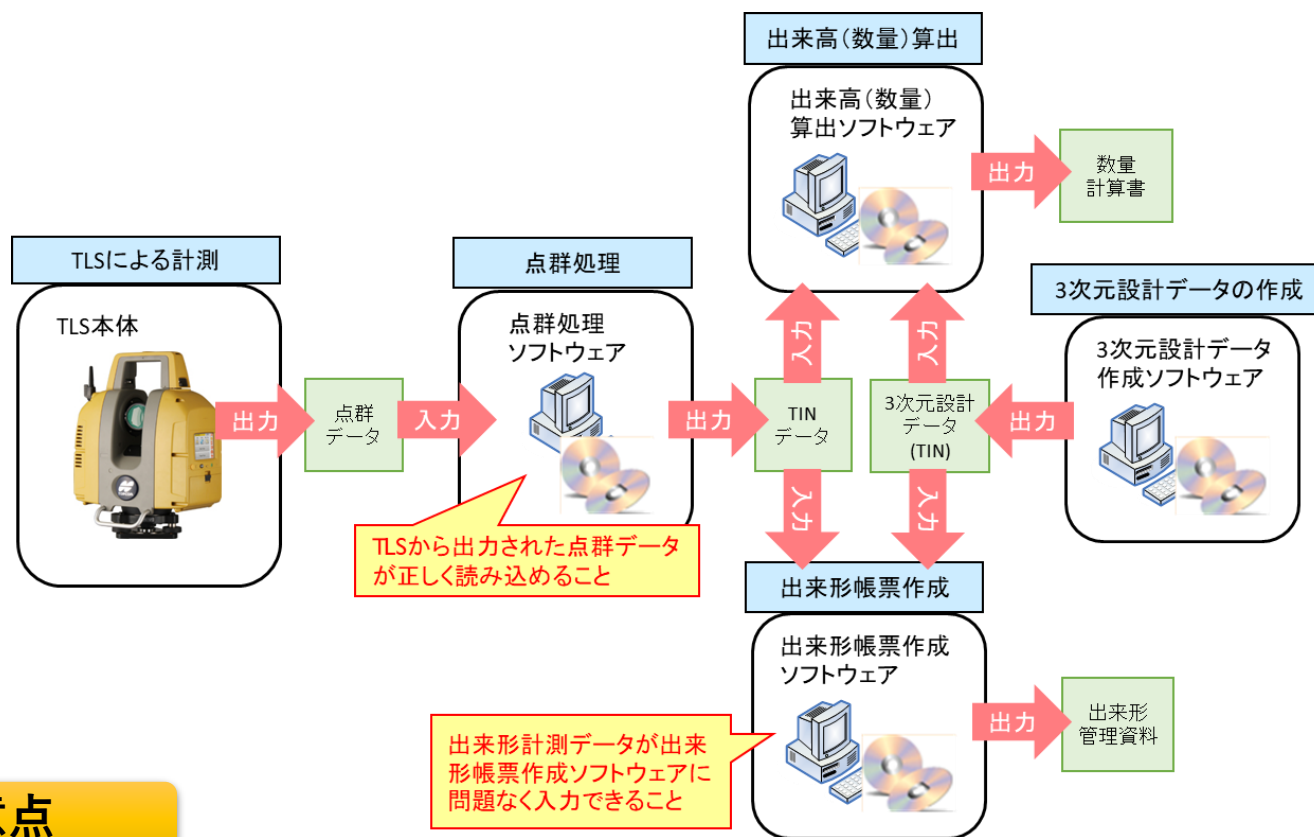 出来高(数量)算出
出来高(数量)
算出ソフトウェア
出力
数量
計算書
TLSによる計測
TLS本体
出力
点群
データ
入力
点群処理
点群処理
ソフトウェア
出力
TIN
データ
入力
入力
3次元設計
データ
(TIN)
入力
入力
出力
3次元設計データの作成
3次元設計データ
作成ソフトウェア
TLSから出力された点群データ
が正しく読み込めること
出来形帳票作成
出来形帳票作成
ソフトウェア
出力
出来形
管理資料
出来形計測データが出来
形帳票作成ソフトウェアに
問題なく入力できること
点